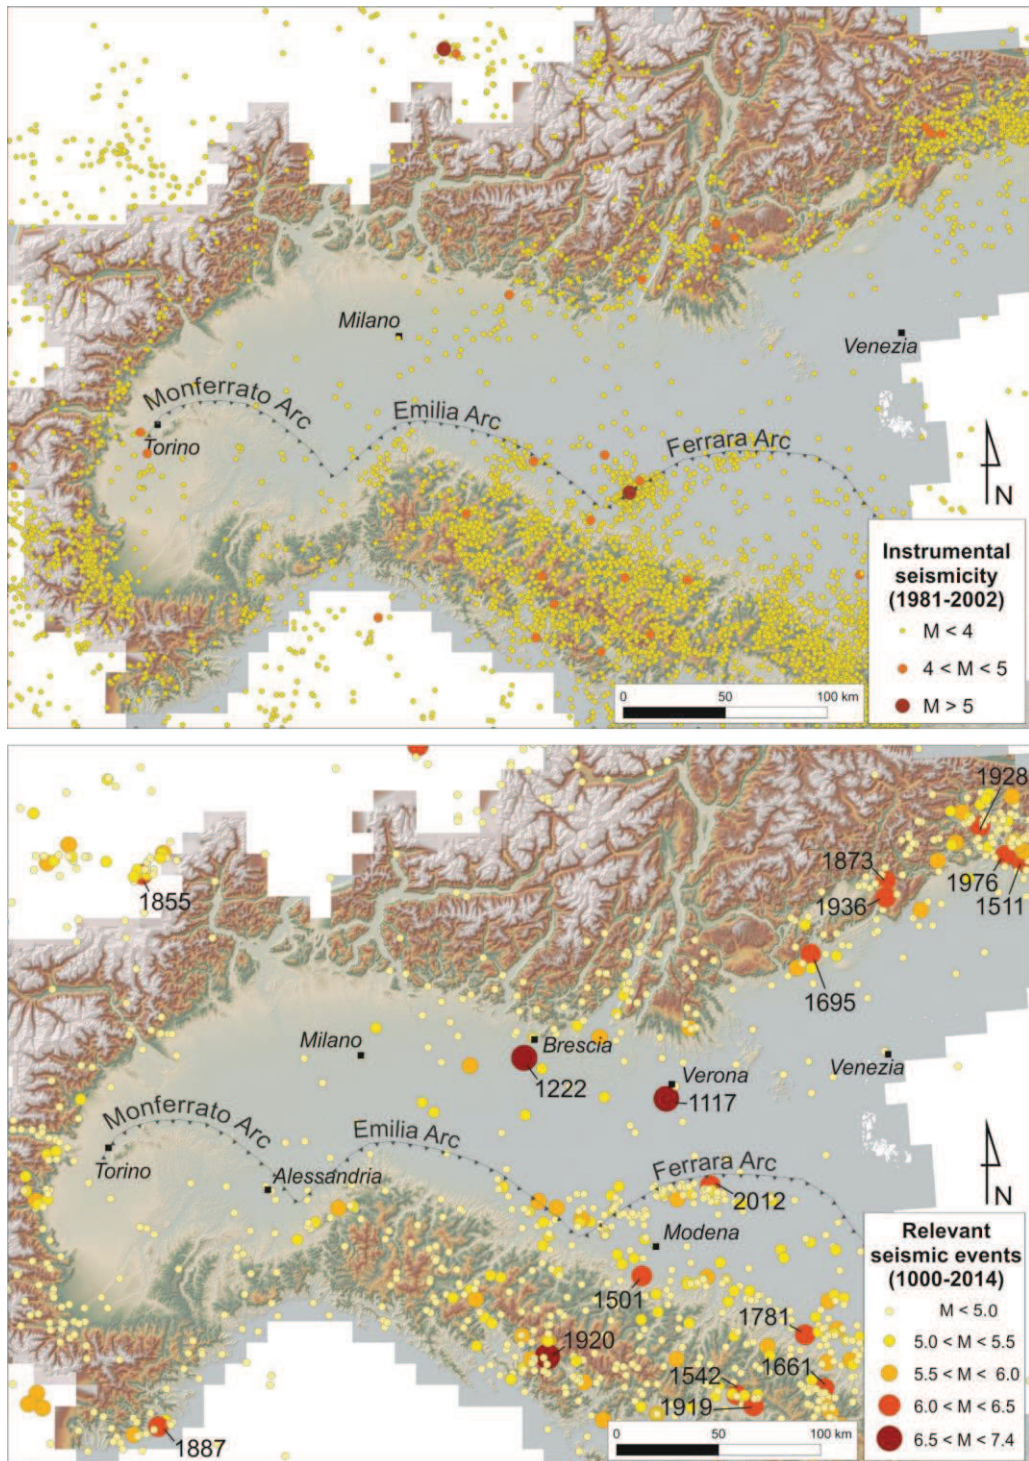 Milano
Venezia
Monferrato Arc
Emilia Arc
Ferrara Arc
Torino
N
Instrumental
seismicity
(1981-2002)
M < 4
4 < M < 5
M > 5
0 50 100 km
1928
1873
1976
1855
1936
1511
1695
Milano
Brescia
Venezia
1222
Verona
1117
Monferrato Arc
Emilia Arc
Ferrara Arc
Torino
Alessandria
2012
N
Modena
Relevant
seismic events
(1000-2014)
1501
M < 5.0
1781
5.0 < M < 5.5
1920
1661
5.5 < M < 6.0
1542
1919
6.0 < M < 6.5
1887
6.5 < M < 7.4
0 50 100 km